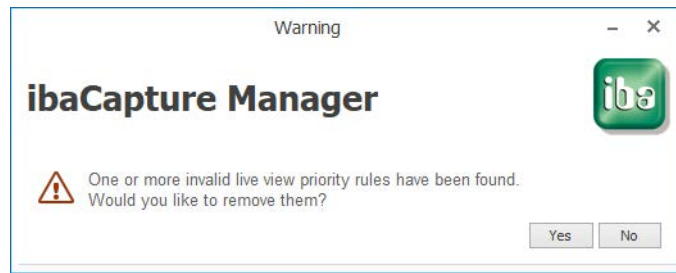 Warning
ibaCapture Manager
iba
One or more invalid live view priority rules have been found.
Would you like to remove them?
Yes No